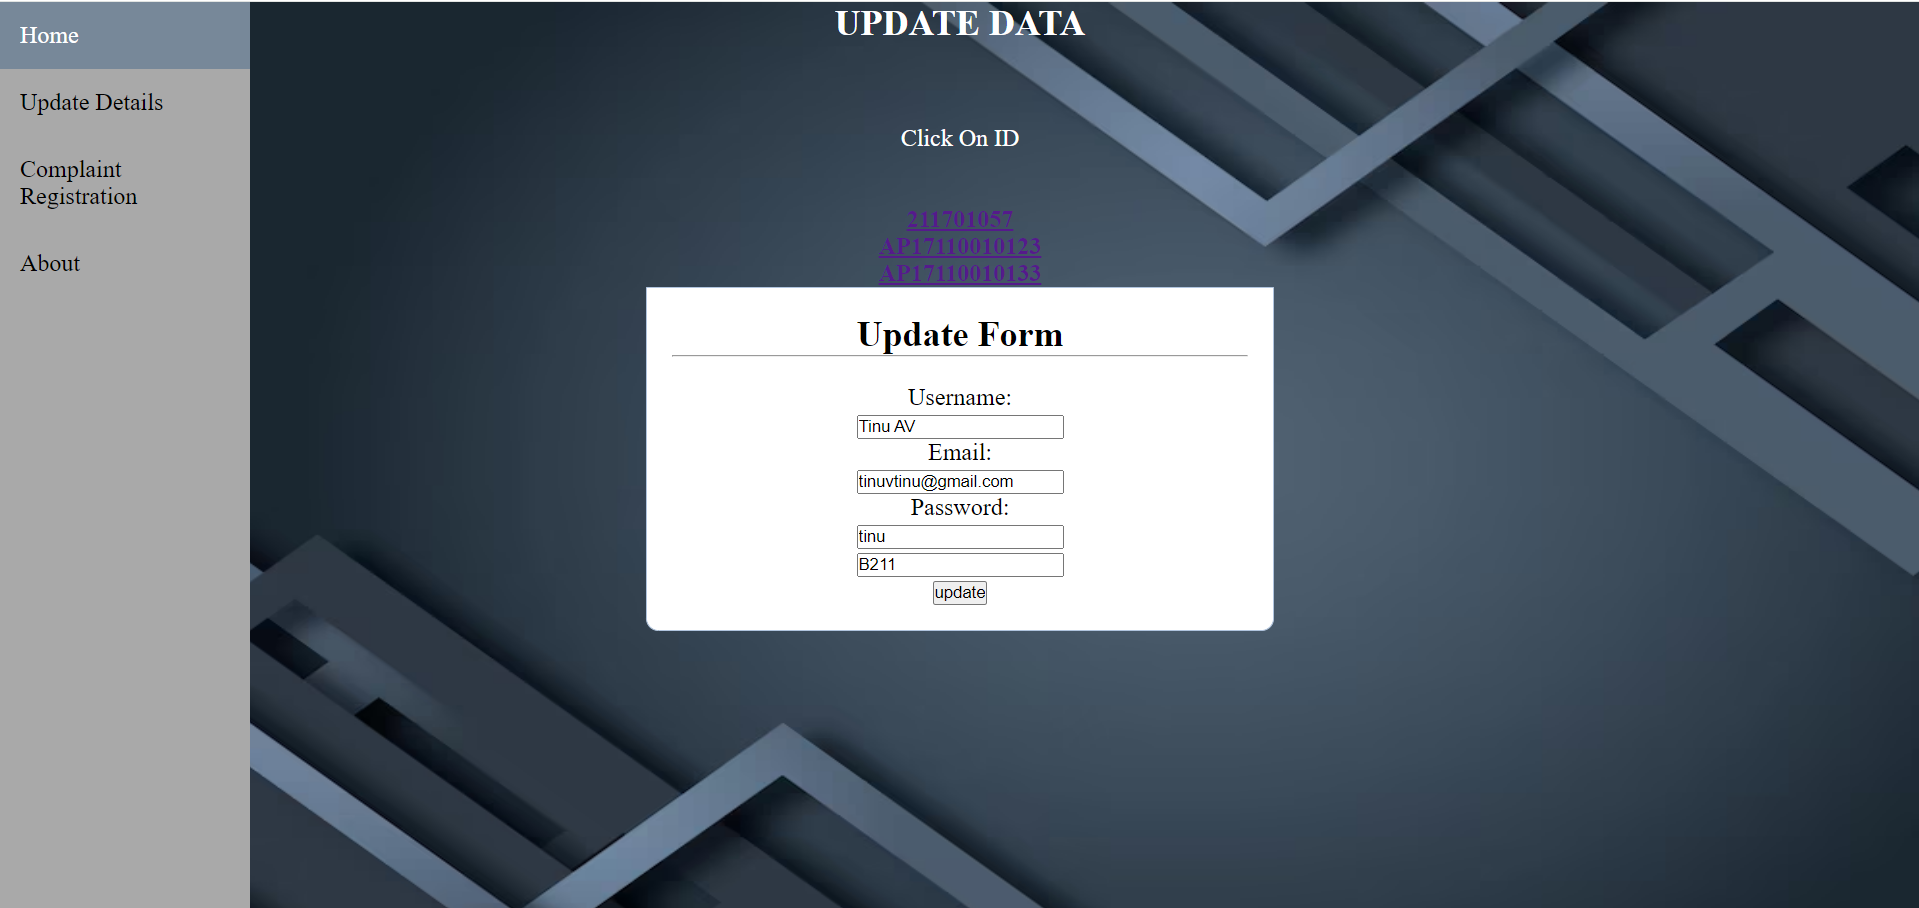 Home
Update Details
Complaint
Registration
About
UPDATE DATA
Click On ID
211701057
AP17110010123
AP17110010133
Update Form
Username:
Tinu AV
Email:
tinuvtinu@gmail.com
Password:
tinu
B211
update